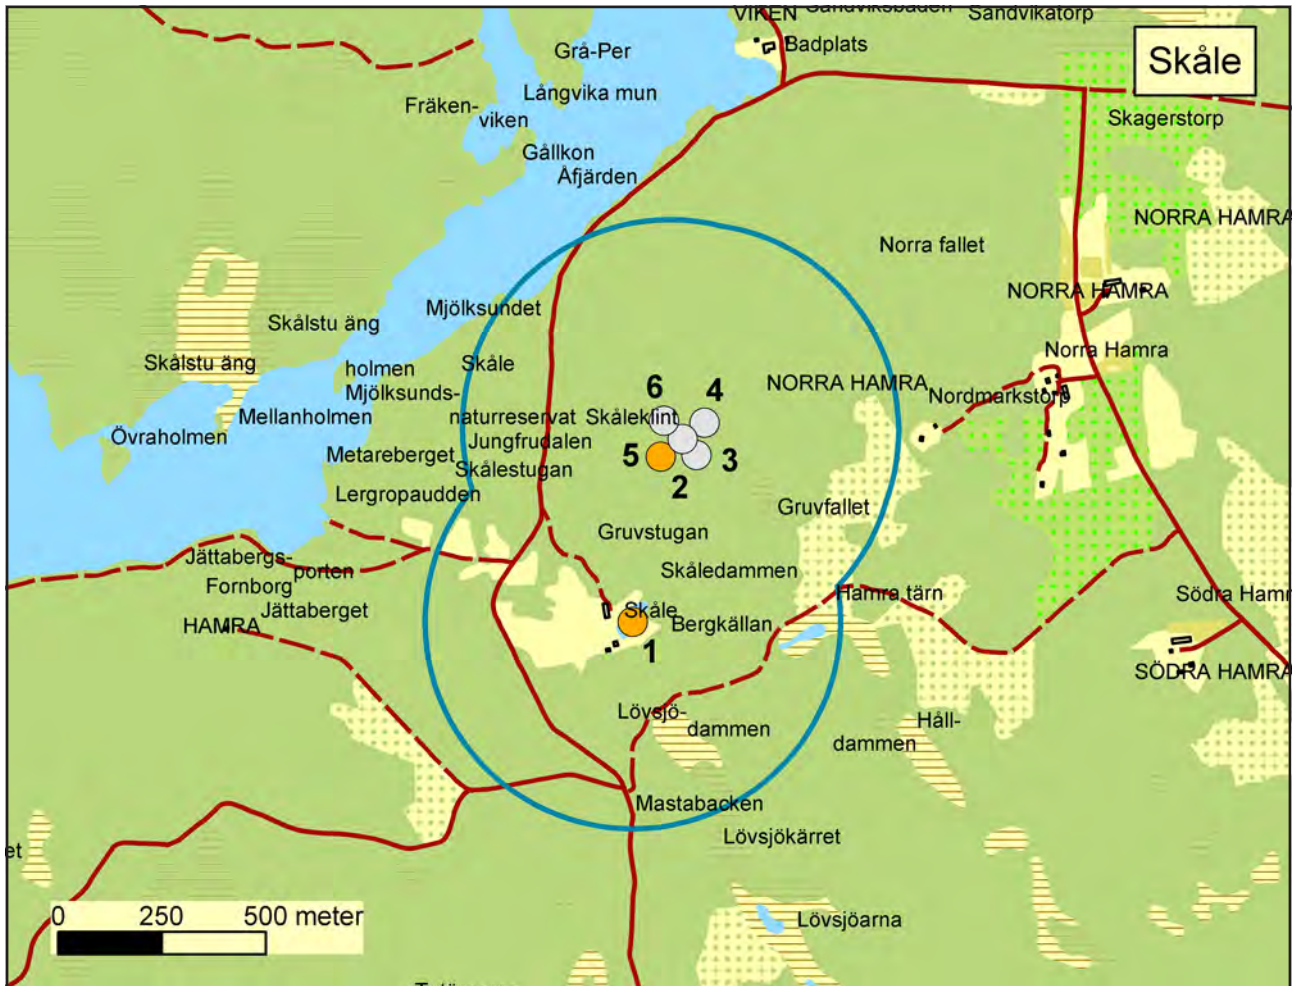 VIKEN
Sandviksbaden
Sandvikatorp
Skåle
Badplats
Grå-Per
Långvika mun
Fräken-
viken
Skagerstorp
Gållkon
Åfjärden
NORRA HAMRA
Norra fallet
NORRA HAMRA
Mjölksundet
Skålstu äng
Skålstu äng
Skåle
Norra Hamra
holmen
Mjölksunds-
NORRA HAMRA
Nordmarkstorp
6
4
Mellanholmen
naturreservat
Skåleklint
Övraholmen
Jungfrudalen
Metareberget
Skålestugan
5
3
2
Lergropaudden
Gruvfallet
Gruvstugan
Jättabergs-
porten
Skåledammen
Fornborg
Hamra tärn
Södra Hamr
Jättaberget
Skåle
HAMRA
Bergkällan
1
SÖDRA HAMRA
Lövsjö-
dammen
Håll-
dammen
Mastabacken
Lövsjökärret
et
0 250 500 meter
Lövsjöarna